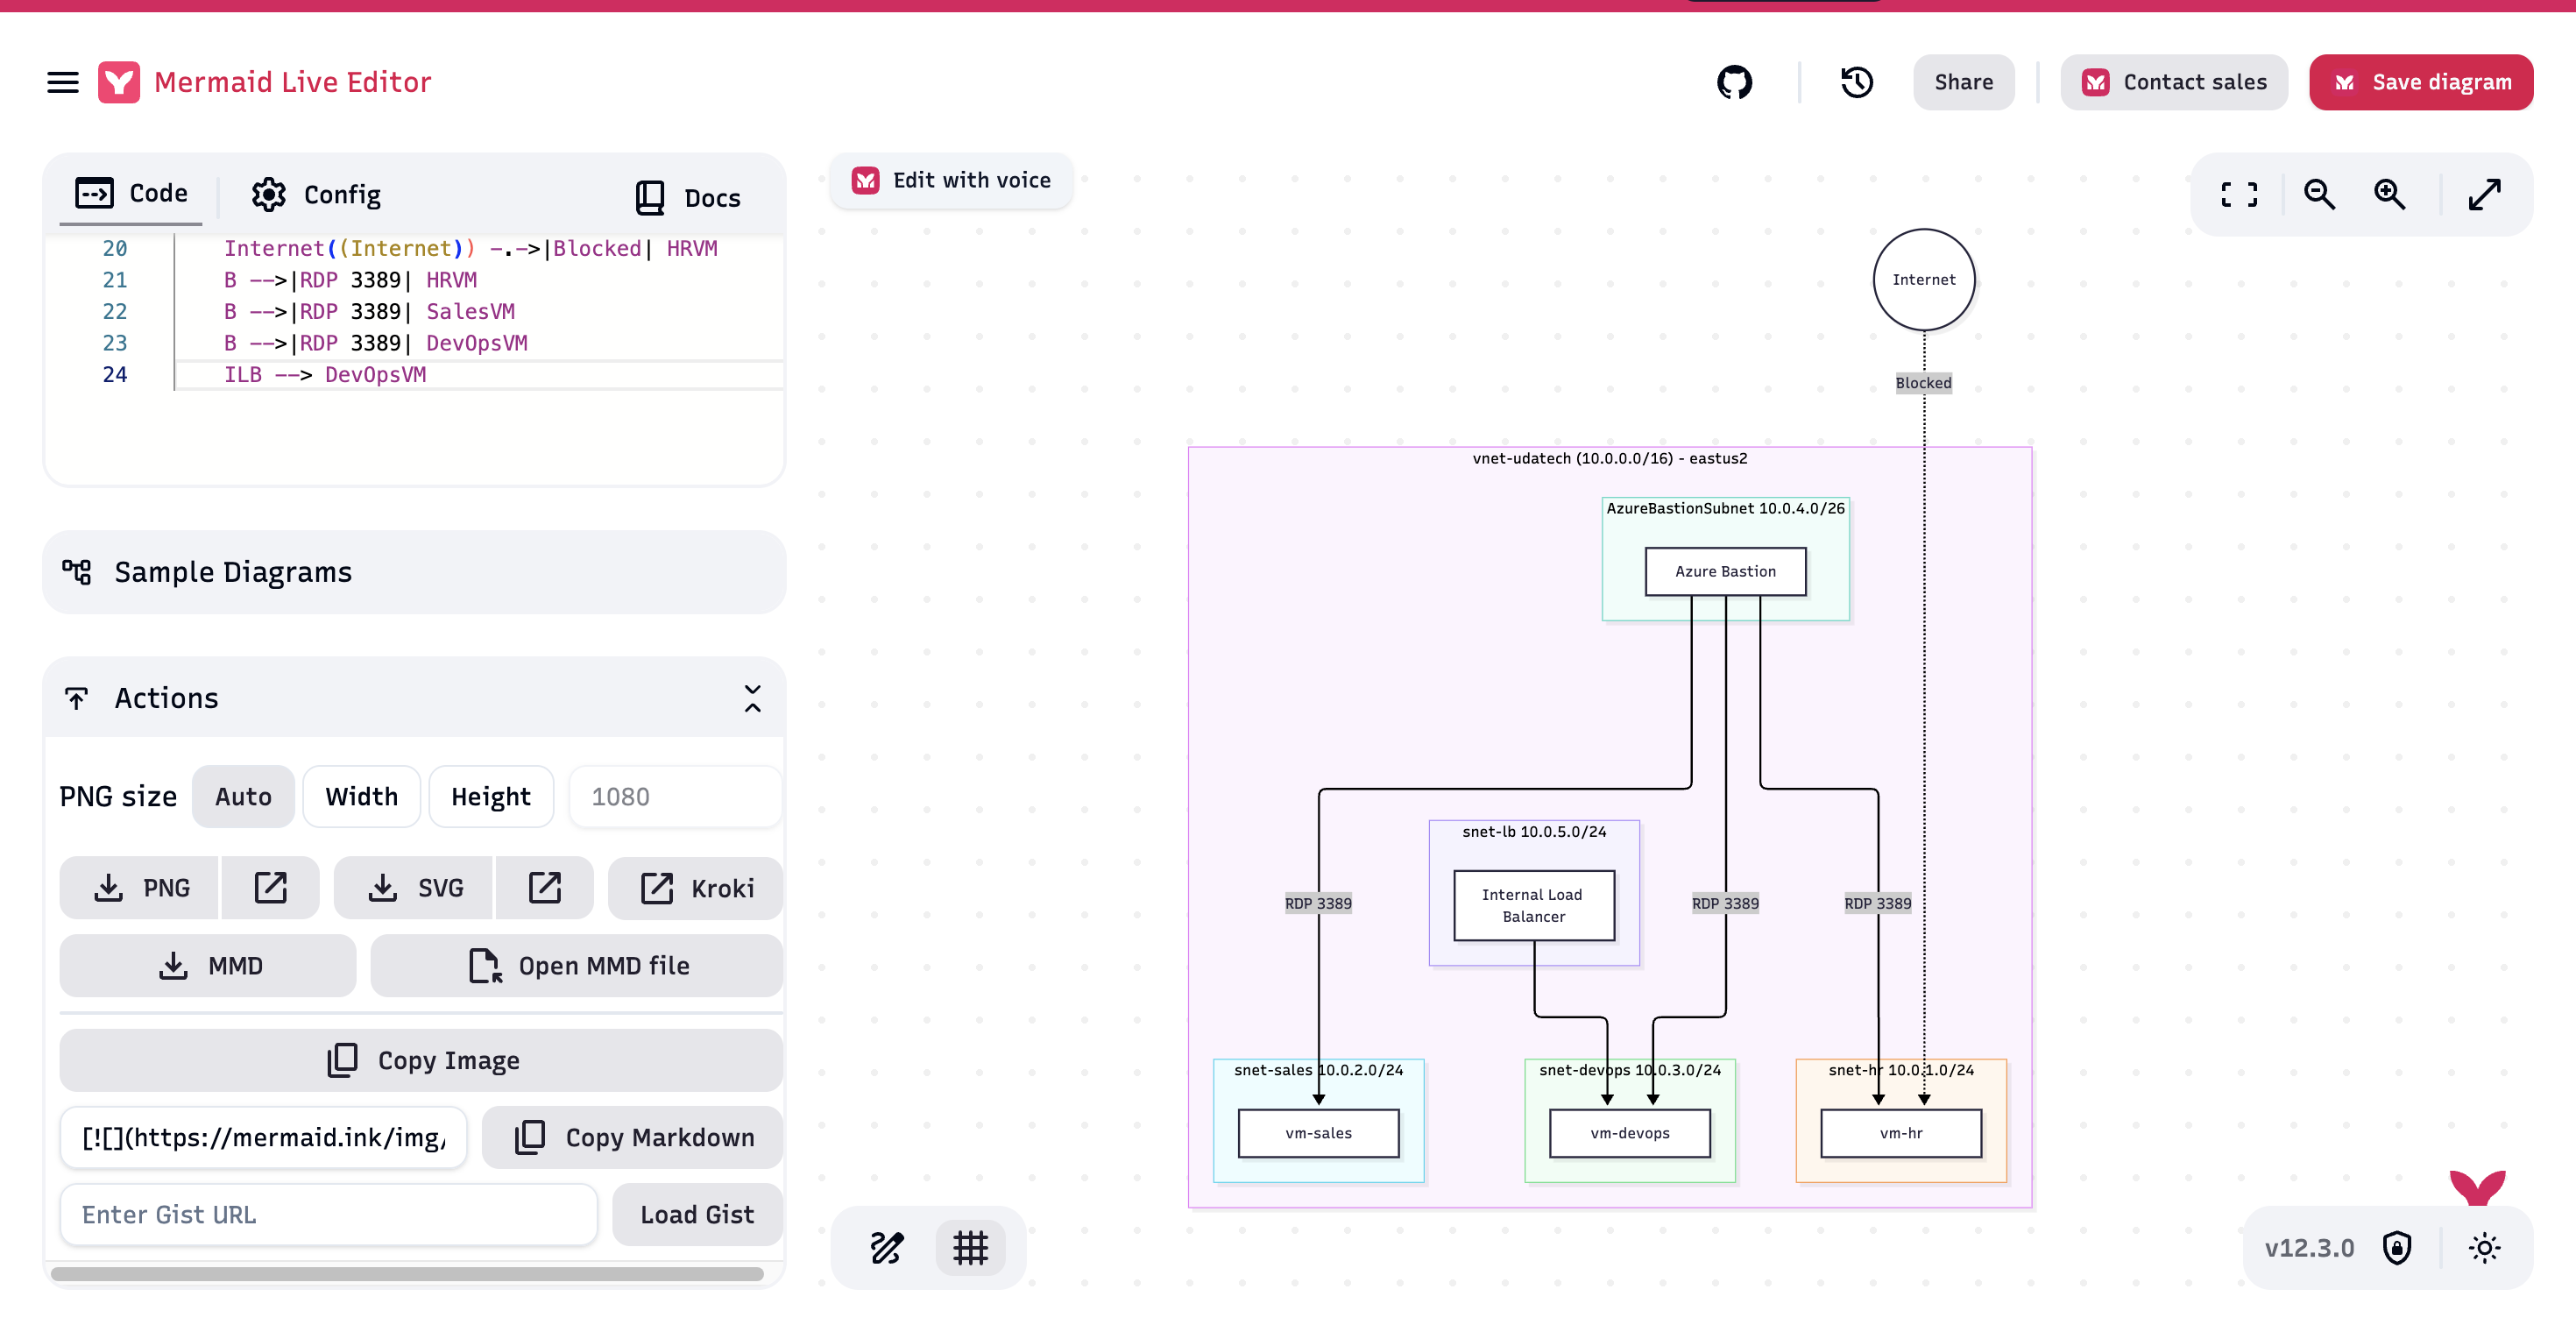 Mermaid Live Editor
Share
Contact sales
Save diagram
Code
Config
Docs
20 Internet((Internet)) -.->|Blocked| HRVM
21 B -->|RDP 3389| HRVM
22 B -->|RDP 3389| SalesVM
23 B -->|RDP 3389| DevOpsVM
24 ILB --> DevOpsVM
Sample Diagrams
Actions
PNG size
Auto
Width
Height
1080
PNG
SVG
Kroki
MMD
Open MMD file
Copy Image
[![](https://mermaid.ink/img/
Copy Markdown
Enter Gist URL
Load Gist
Edit with voice
Internet
Blocked
vnet-udatech (10.0.0.0/16) - eastus2
AzureBastionSubnet 10.0.4.0/26
Azure Bastion
snet-lb 10.0.5.0/24
Internal Load
Balancer
RDP 3389
RDP 3389
RDP 3389
snet-sales 10.0.2.0/24
snet-devops 10.0.3.0/24
snet-hr 10.0.1.0/24
vm-sales
vm-devops
vm-hr
v12.3.0